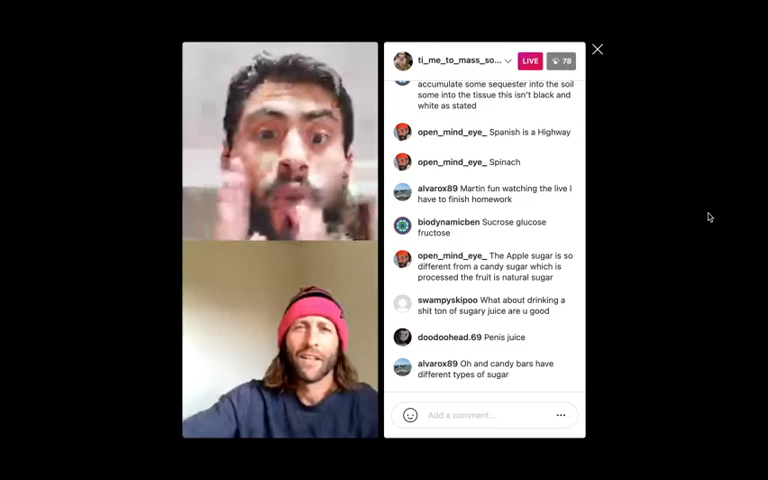 ti_me_to_mass_so...
LIVE
78
accumulate some sequester into the soil
some into the tissue this isn't black and
white as stated
open_mind_eye_ Spanish is a Highway
open_mind_eye_ Spinach
alvarox89 Martin fun watching the live I
have to finish homework
biodynamicben Sucrose glucose
fructose
open_mind_eye_ The Apple sugar is so
different from a candy sugar which is
processed the fruit is natural sugar
swampyskipoo What about drinking a
shit ton of sugary juice are u good
doodoohead.69 Penis juice
alvarox89 Oh and candy bars have
different types of sugar
Add a comment...